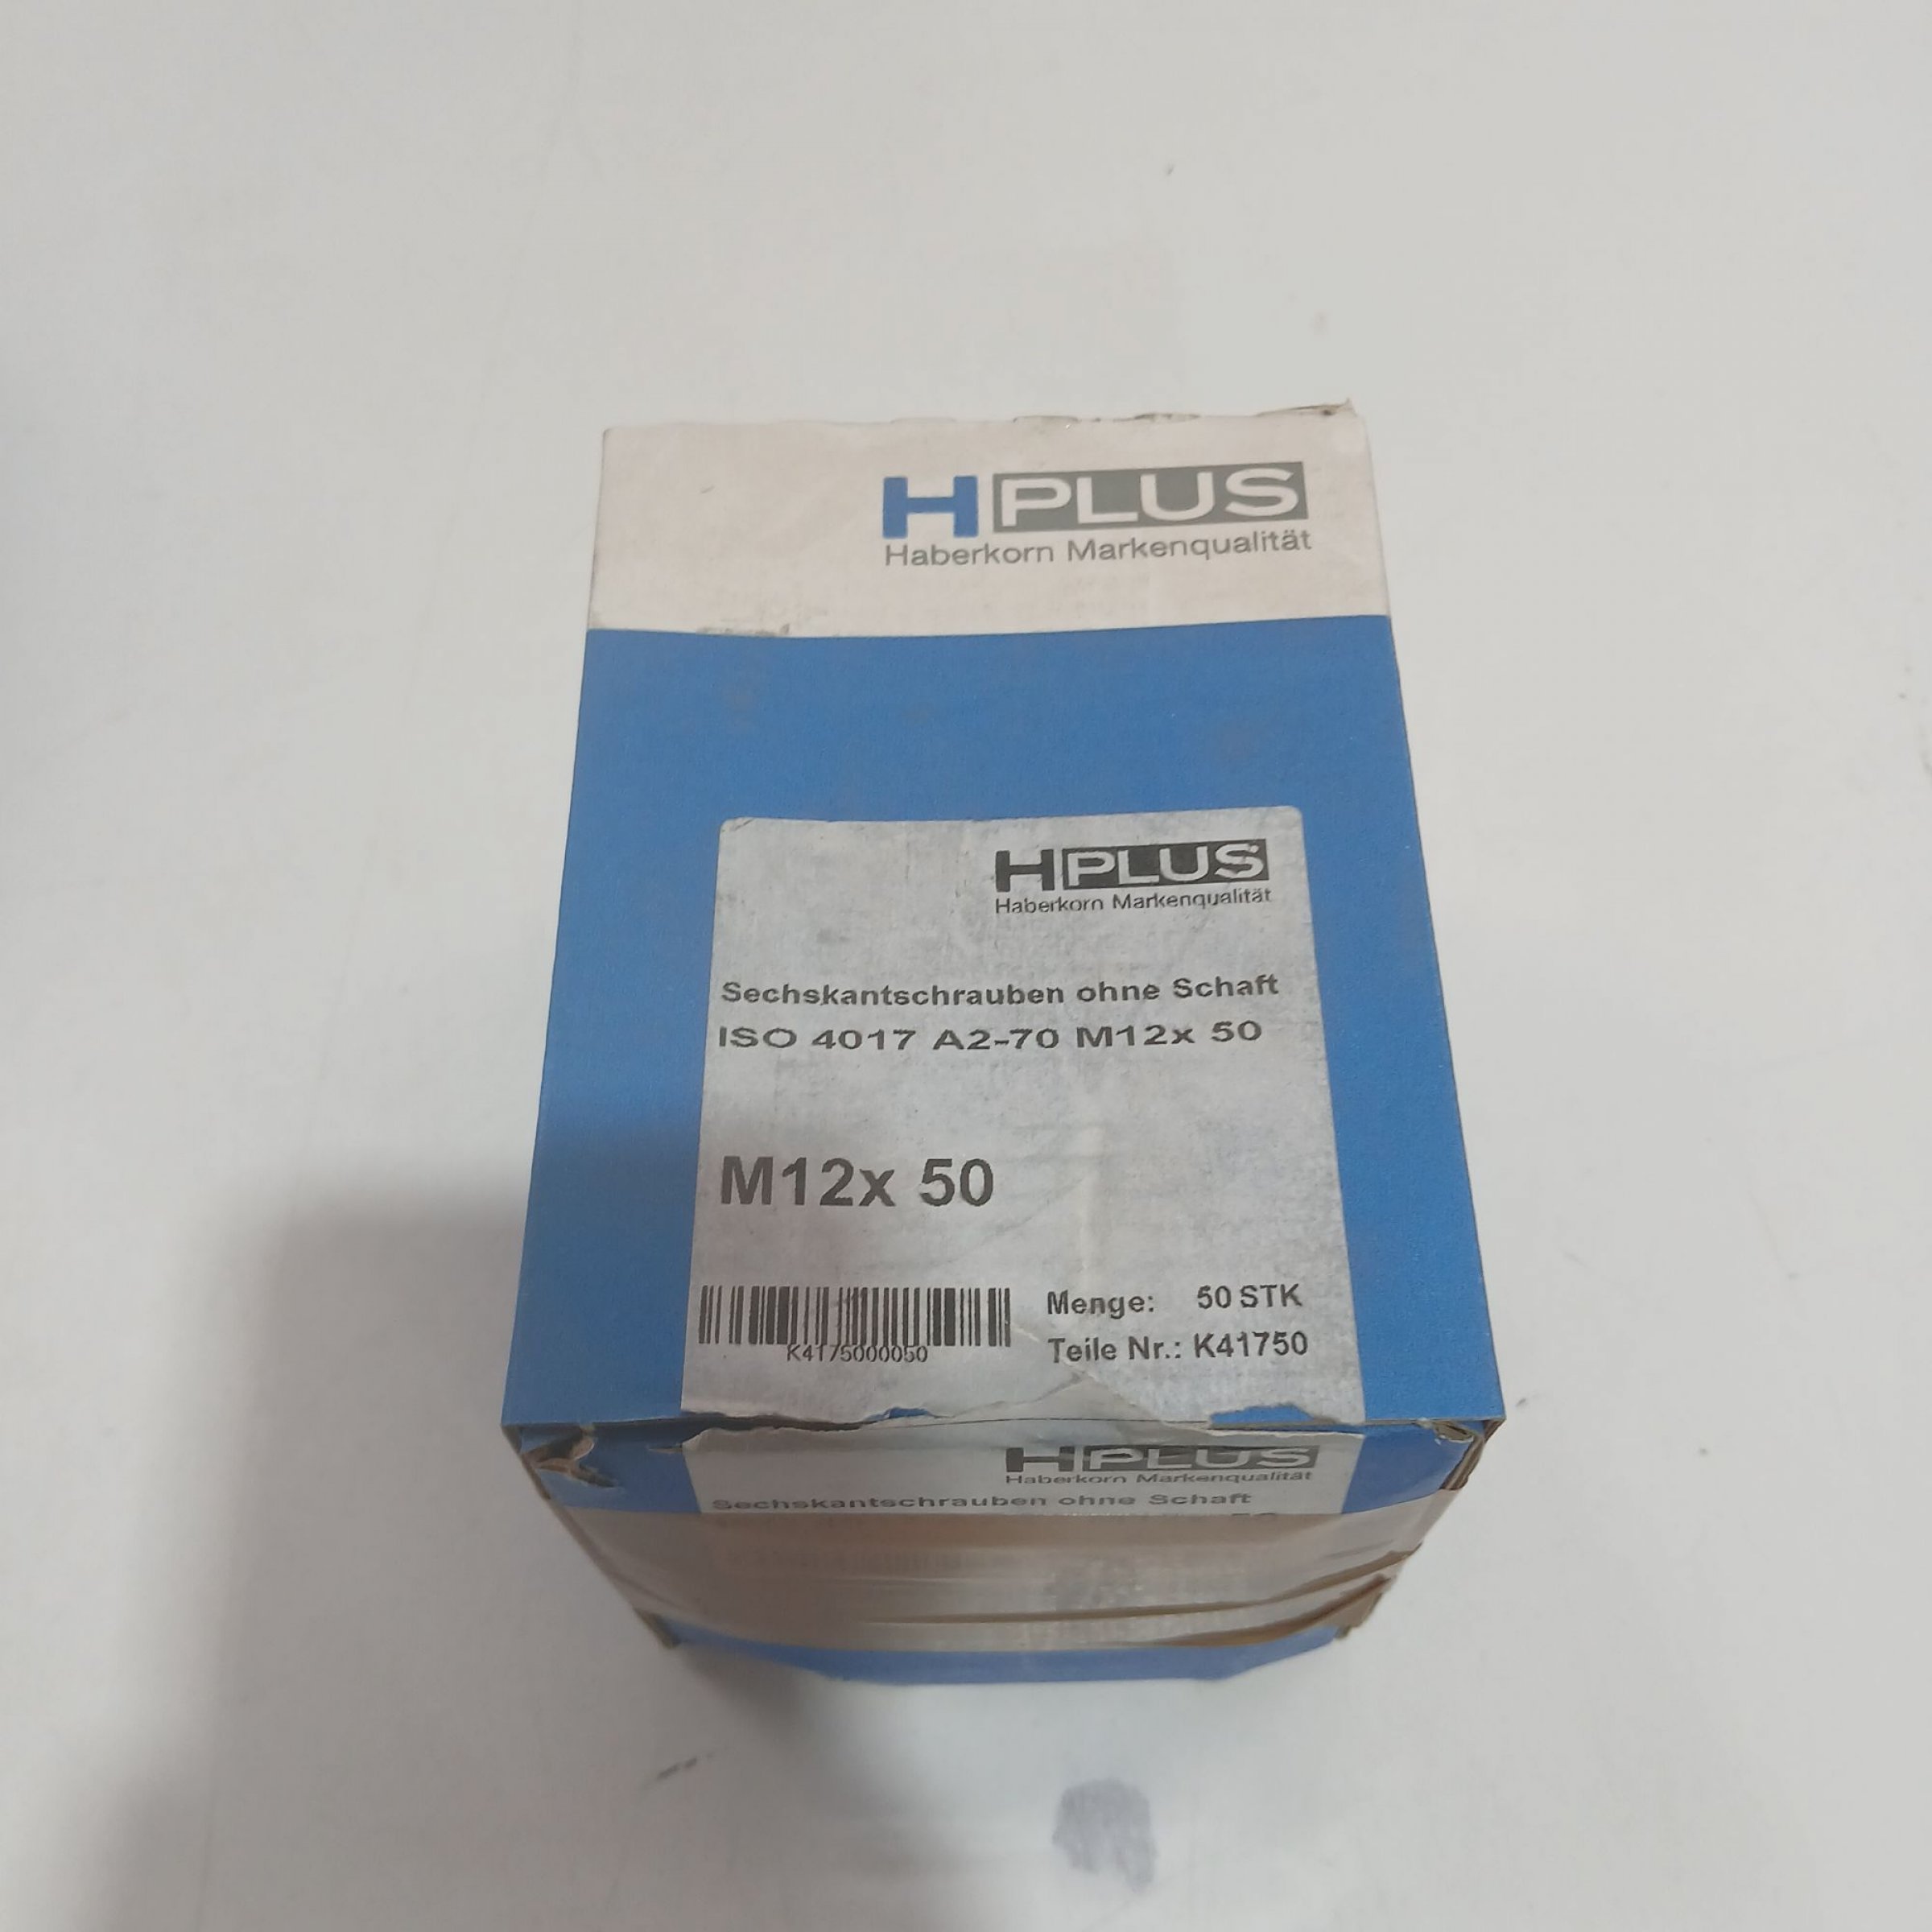 HPLUS
Haberkorn Markenqualität
HPLUS
Haberkorn Markenqualität
Sechskantschrauben ohne Schaft
ISO 4017 A2-70 M12x 50
M12x 50
K4175000050
Menge: 50 STK
Teile Nr.: K41750
HPLUS
Haberkorn Markenqualität
Sechskantschrauben ohne Schaft